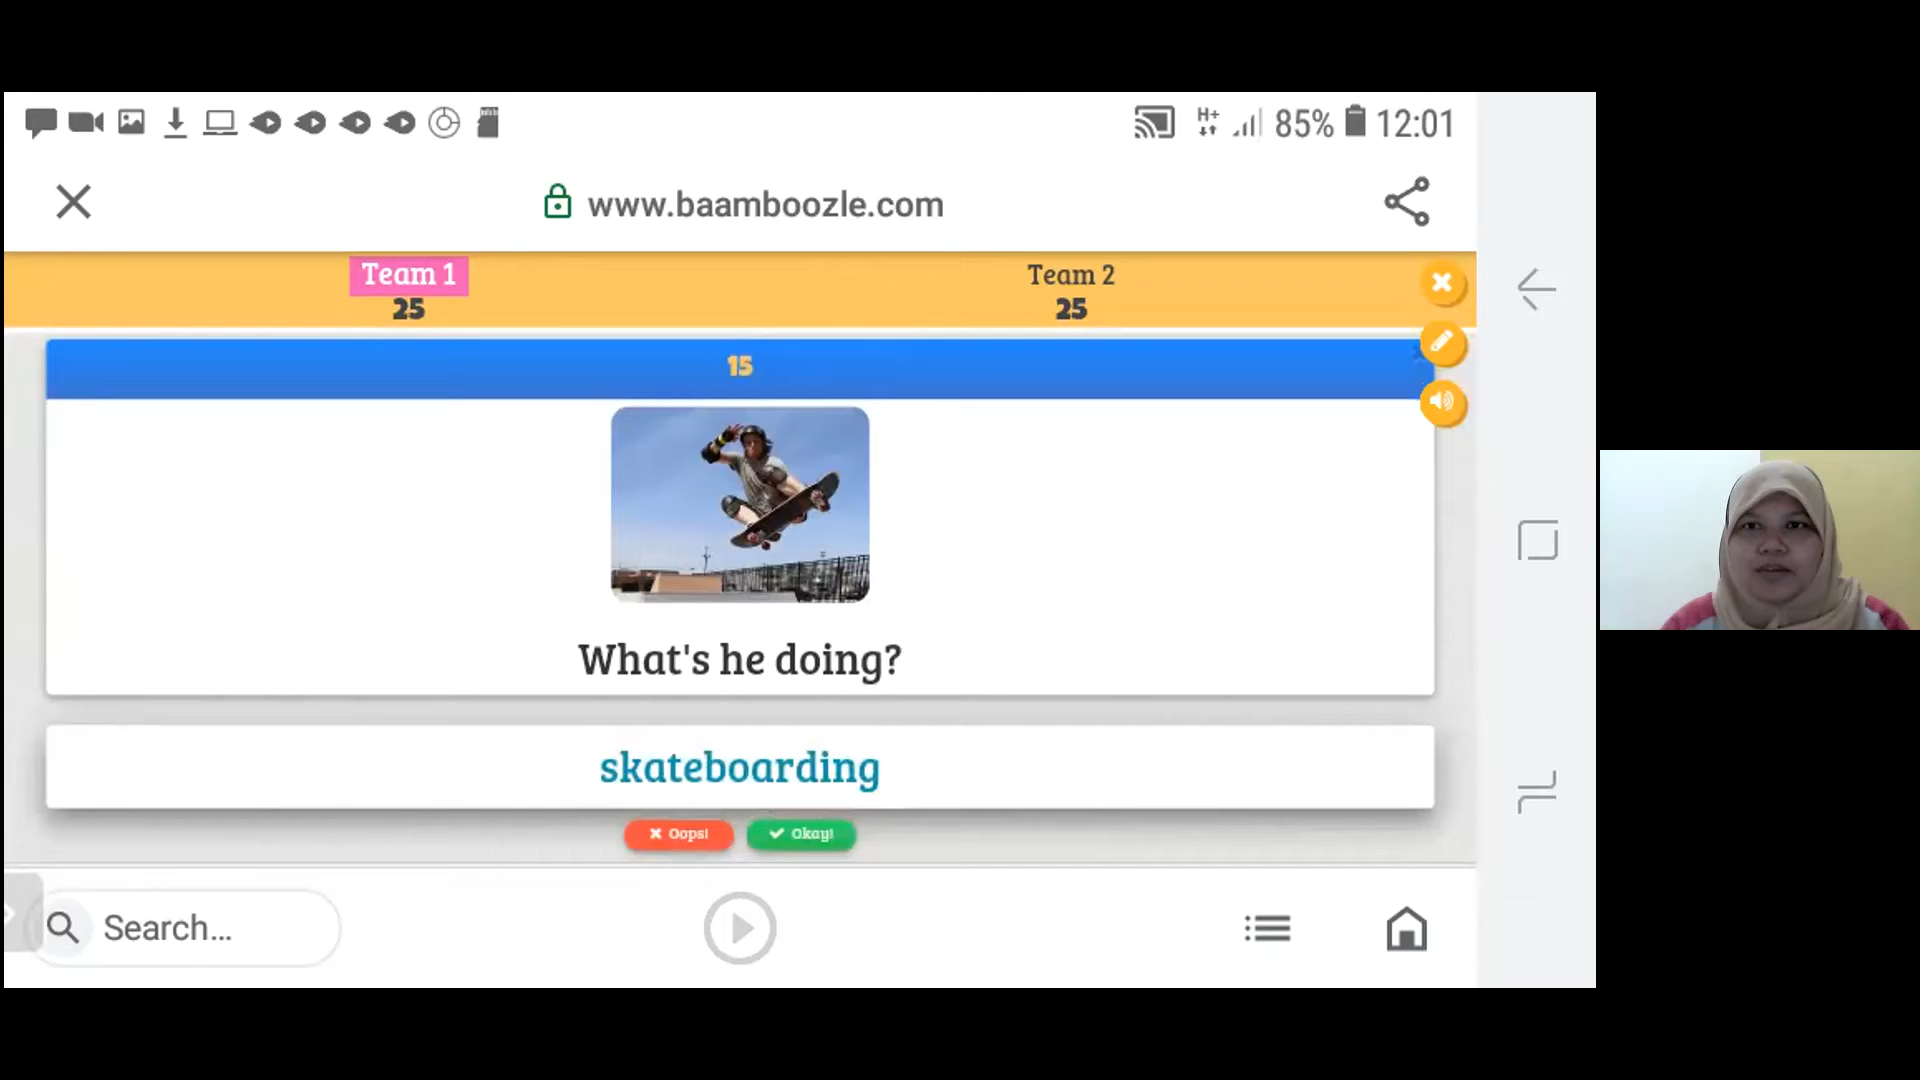 H+ 85% 12:01
www.baamboozle.com
Team 1 Team 2
25 25
15
What's he doing?
skateboarding
Oops! Okay!
Search...